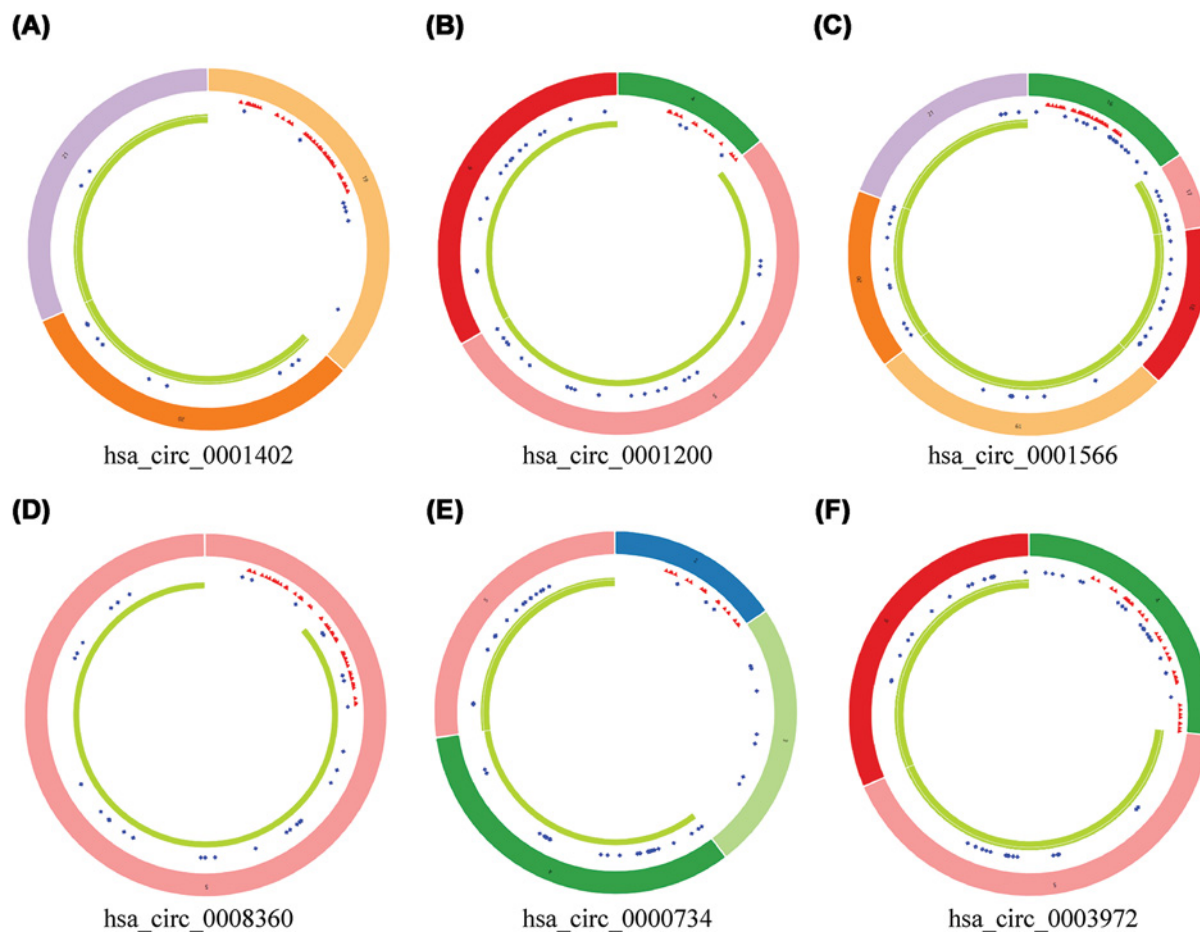 (A)
(B)
(C)
hsa_circ_0001402
hsa_circ_0001200
hsa_circ_0001566
(D)
(E)
(F)
hsa_circ_0008360
hsa_circ_0000734
hsa_circ_0003972